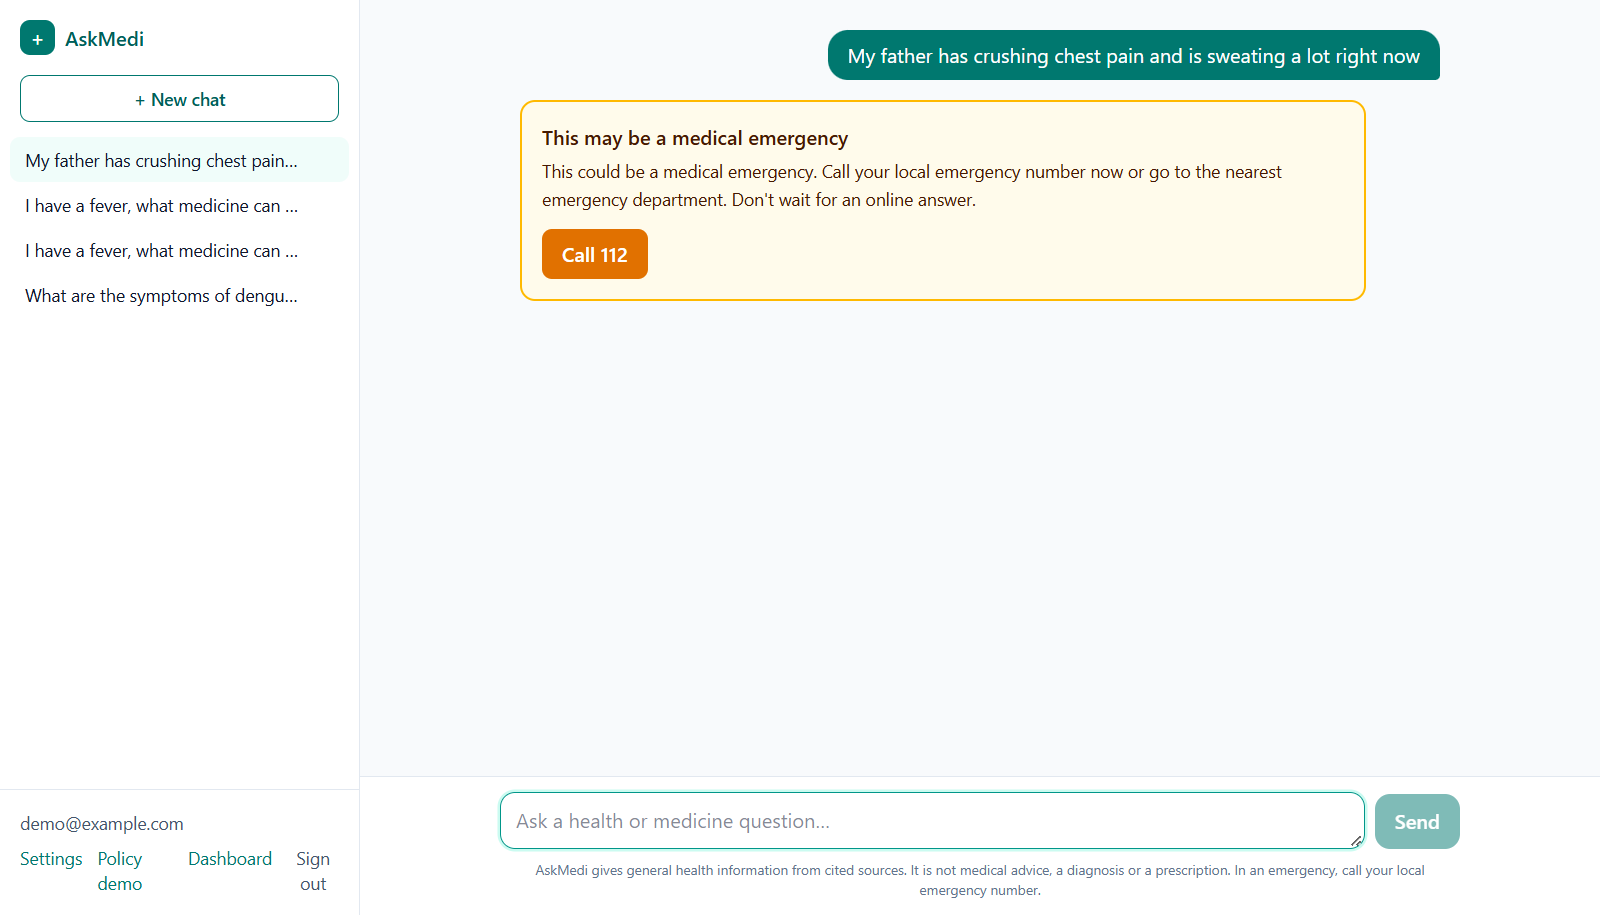 + AskMedi
+ New chat
My father has crushing chest pain...
I have a fever, what medicine can ...
I have a fever, what medicine can ...
What are the symptoms of dengu...
demo@example.com
Settings Policy demo Dashboard Sign out
My father has crushing chest pain and is sweating a lot right now
This may be a medical emergency
This could be a medical emergency. Call your local emergency number now or go to the nearest
emergency department. Don't wait for an online answer.
Call 112
Ask a health or medicine question...
Send
AskMedi gives general health information from cited sources. It is not medical advice, a diagnosis or a prescription. In an emergency, call your local
emergency number.